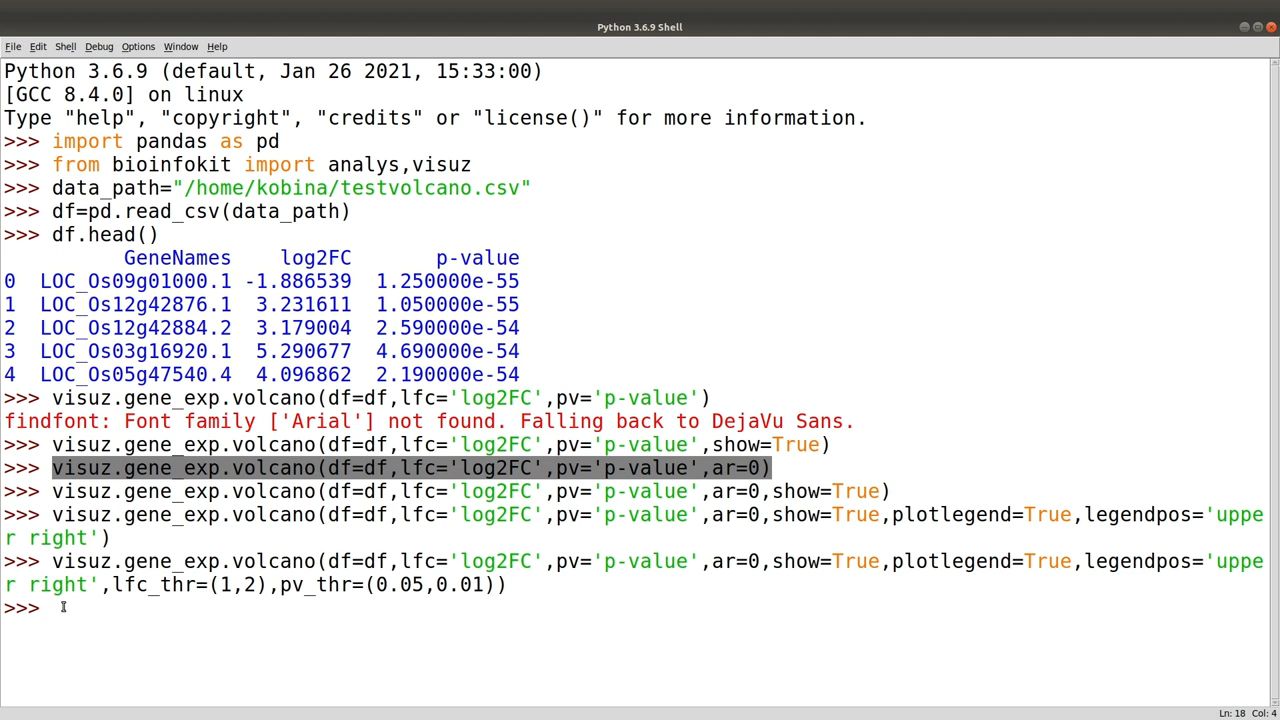 Python 3.6.9 Shell
File Edit Shell Debug Options Window Help
Python 3.6.9 (default, Jan 26 2021, 15:33:00)
[GCC 8.4.0] on linux
Type "help", "copyright", "credits" or "license()" for more information.
>>> import pandas as pd
>>> from bioinfokit import analys,visuz
>>> data_path="/home/kobina/testvolcano.csv"
>>> df=pd.read_csv(data_path)
>>> df.head()
GeneNames log2FC p-value
0 LOC_Os09g01000.1 -1.886539 1.250000e-55
1 LOC_Os12g42876.1 3.231611 1.050000e-55
2 LOC_Os12g42884.2 3.179004 2.590000e-54
3 LOC_Os03g16920.1 5.290677 4.690000e-54
4 LOC_Os05g47540.4 4.096862 2.190000e-54
>>> visuz.gene_exp.volcano(df=df,lfc='log2FC',pv='p-value')
findfont: Font family ['Arial'] not found. Falling back to DejaVu Sans.
>>> visuz.gene_exp.volcano(df=df,lfc='log2FC',pv='p-value',show=True)
>>> visuz.gene_exp.volcano(df=df,lfc='log2FC',pv='p-value',ar=0)
>>> visuz.gene_exp.volcano(df=df,lfc='log2FC',pv='p-value',ar=0,show=True)
>>> visuz.gene_exp.volcano(df=df,lfc='log2FC',pv='p-value',ar=0,show=True,plotlegend=True,legendpos='uppe
r right')
>>> visuz.gene_exp.volcano(df=df,lfc='log2FC',pv='p-value',ar=0,show=True,plotlegend=True,legendpos='uppe
r right',lfc_thr=(1,2),pv_thr=(0.05,0.01))
>>>
Ln: 18 Col: 4